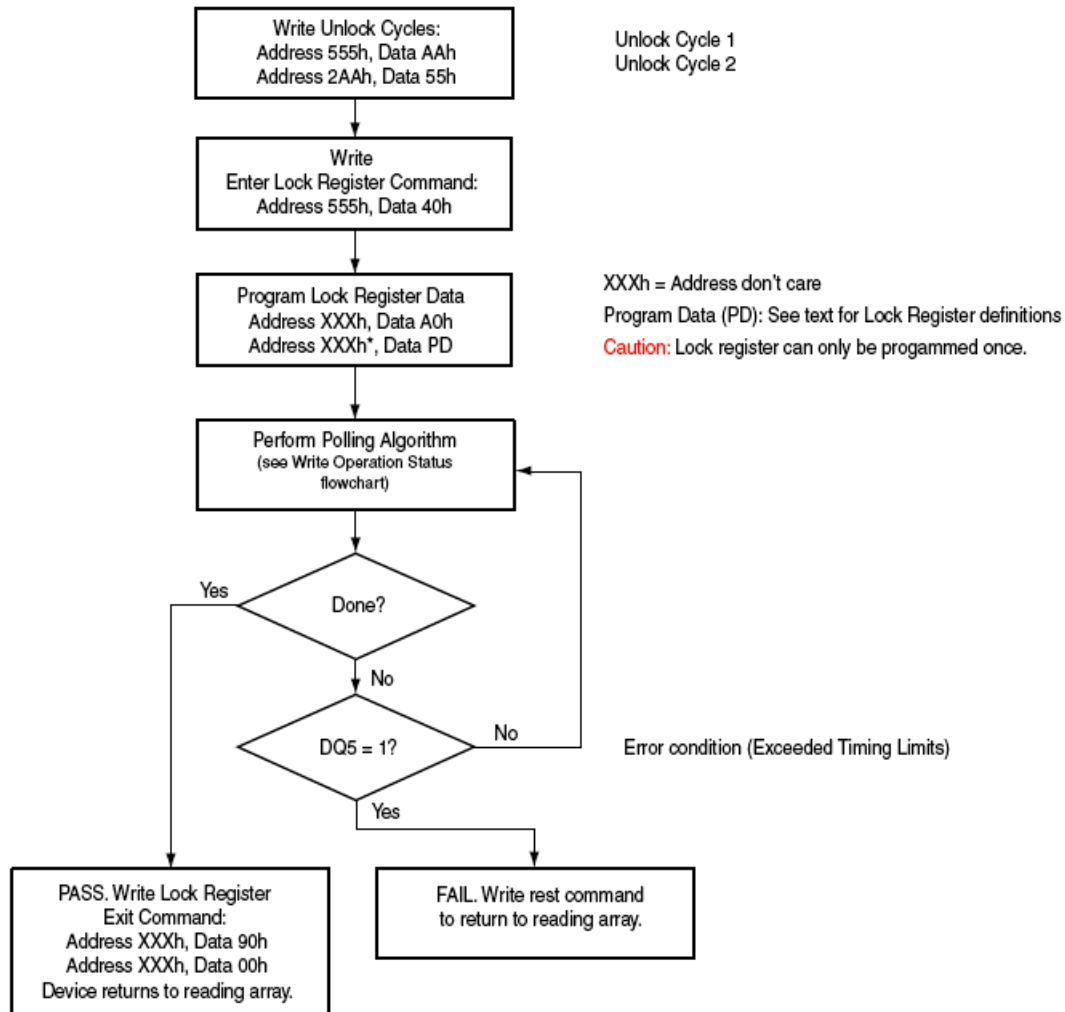 Write Unlock Cycles:
Address 555h, Data AAh
Address 2AAh, Data 55h
Unlock Cycle 1
Unlock Cycle 2
Write
Enter Lock Register Command:
Address 555h, Data 40h
Program Lock Register Data
Address XXXh, Data A0h
Address XXXh*, Data PD
XXXh = Address don't care
Program Data (PD): See text for Lock Register definitions
Caution: Lock register can only be progammed once.
Perform Polling Algorithm
(see Write Operation Status
flowchart)
Yes
Done?
No
DQ5 = 1?
No
Error condition (Exceeded Timing Limits)
Yes
PASS. Write Lock Register
Exit Command:
Address XXXh, Data 90h
Address XXXh, Data 00h
Device returns to reading array.
FAIL. Write rest command
to return to reading array.